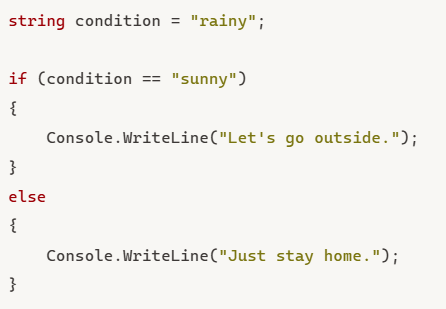 string condition = "rainy";
if (condition == "sunny")
{
    Console.WriteLine("Let's go outside.");
}
else
{
    Console.WriteLine("Just stay home.");
}